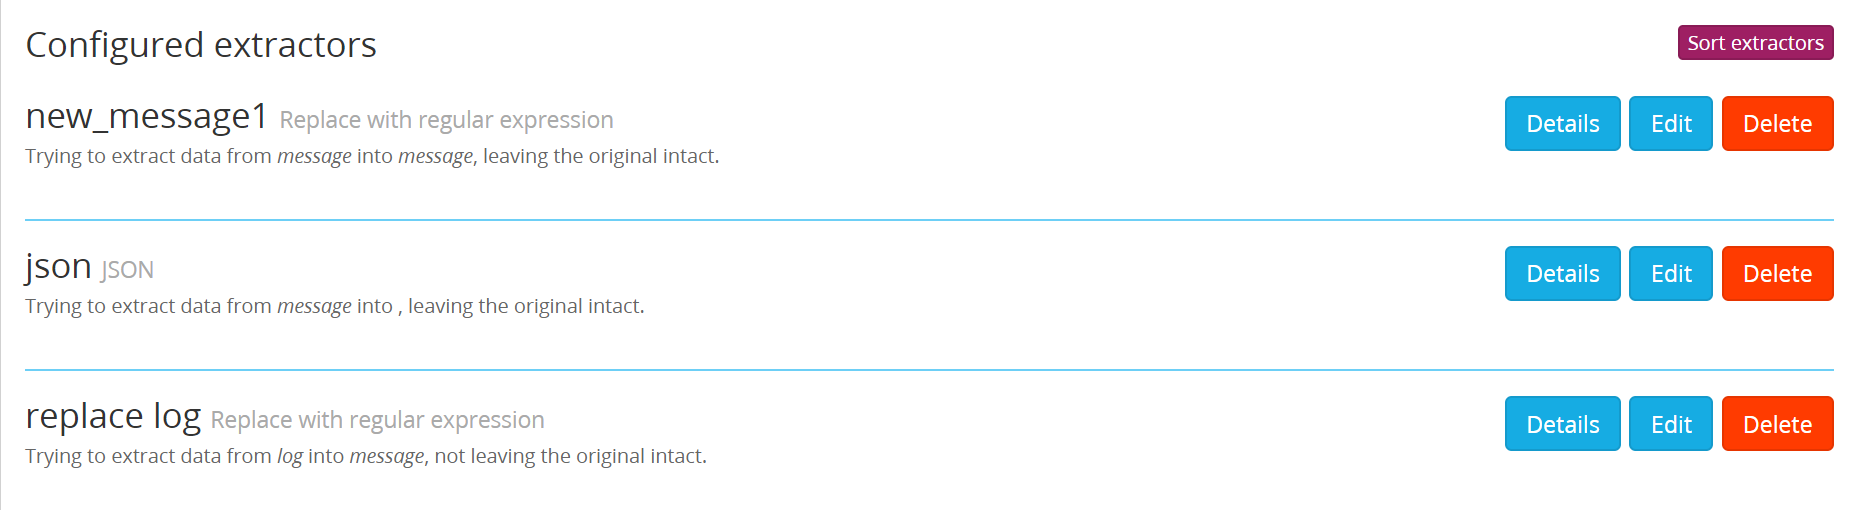 Configured extractors
Sort extractors
new_message1 Replace with regular expression
Details Edit Delete
Trying to extract data from message into message, leaving the original intact.
json JSON
Details Edit Delete
Trying to extract data from message into , leaving the original intact.
replace log Replace with regular expression
Details Edit Delete
Trying to extract data from log into message, not leaving the original intact.